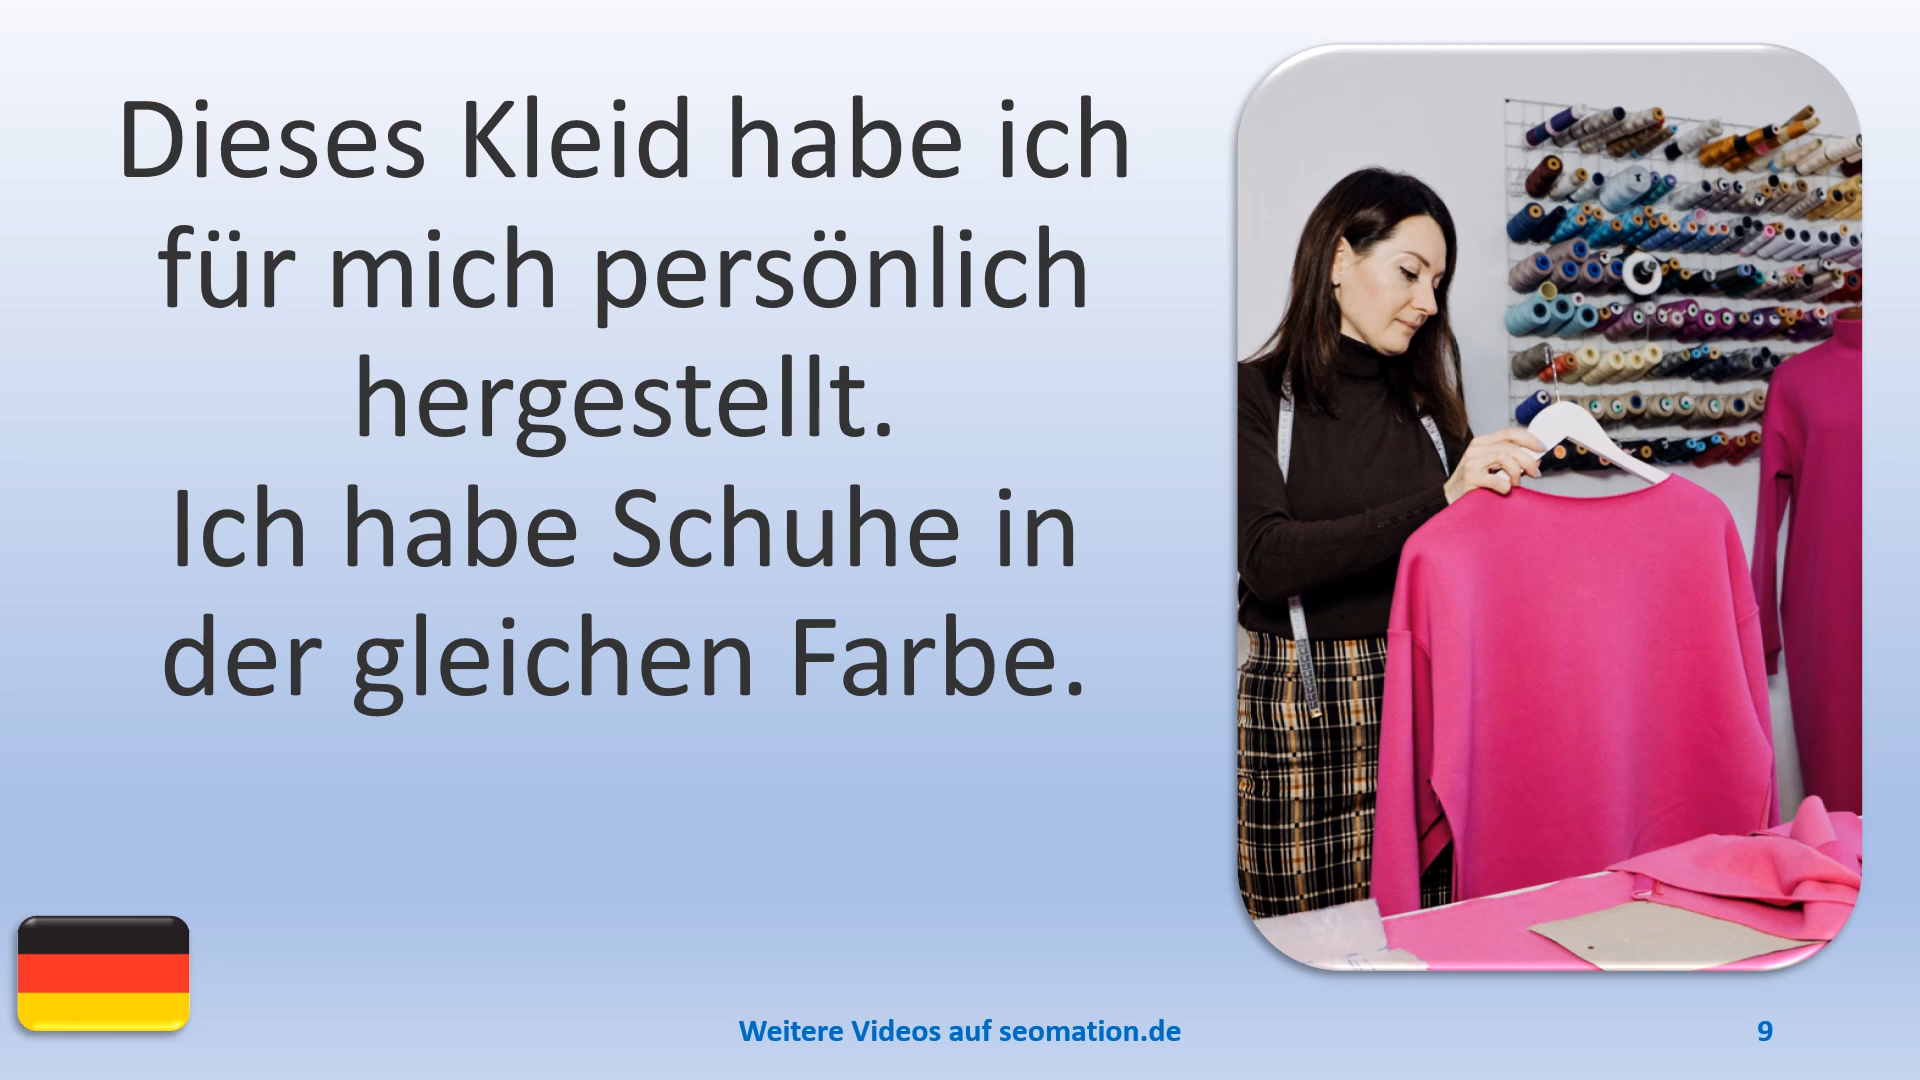 Dieses Kleid habe ich
für mich persönlich
hergestellt.
Ich habe Schuhe in
der gleichen Farbe.
Weitere Videos auf seomation.de
9